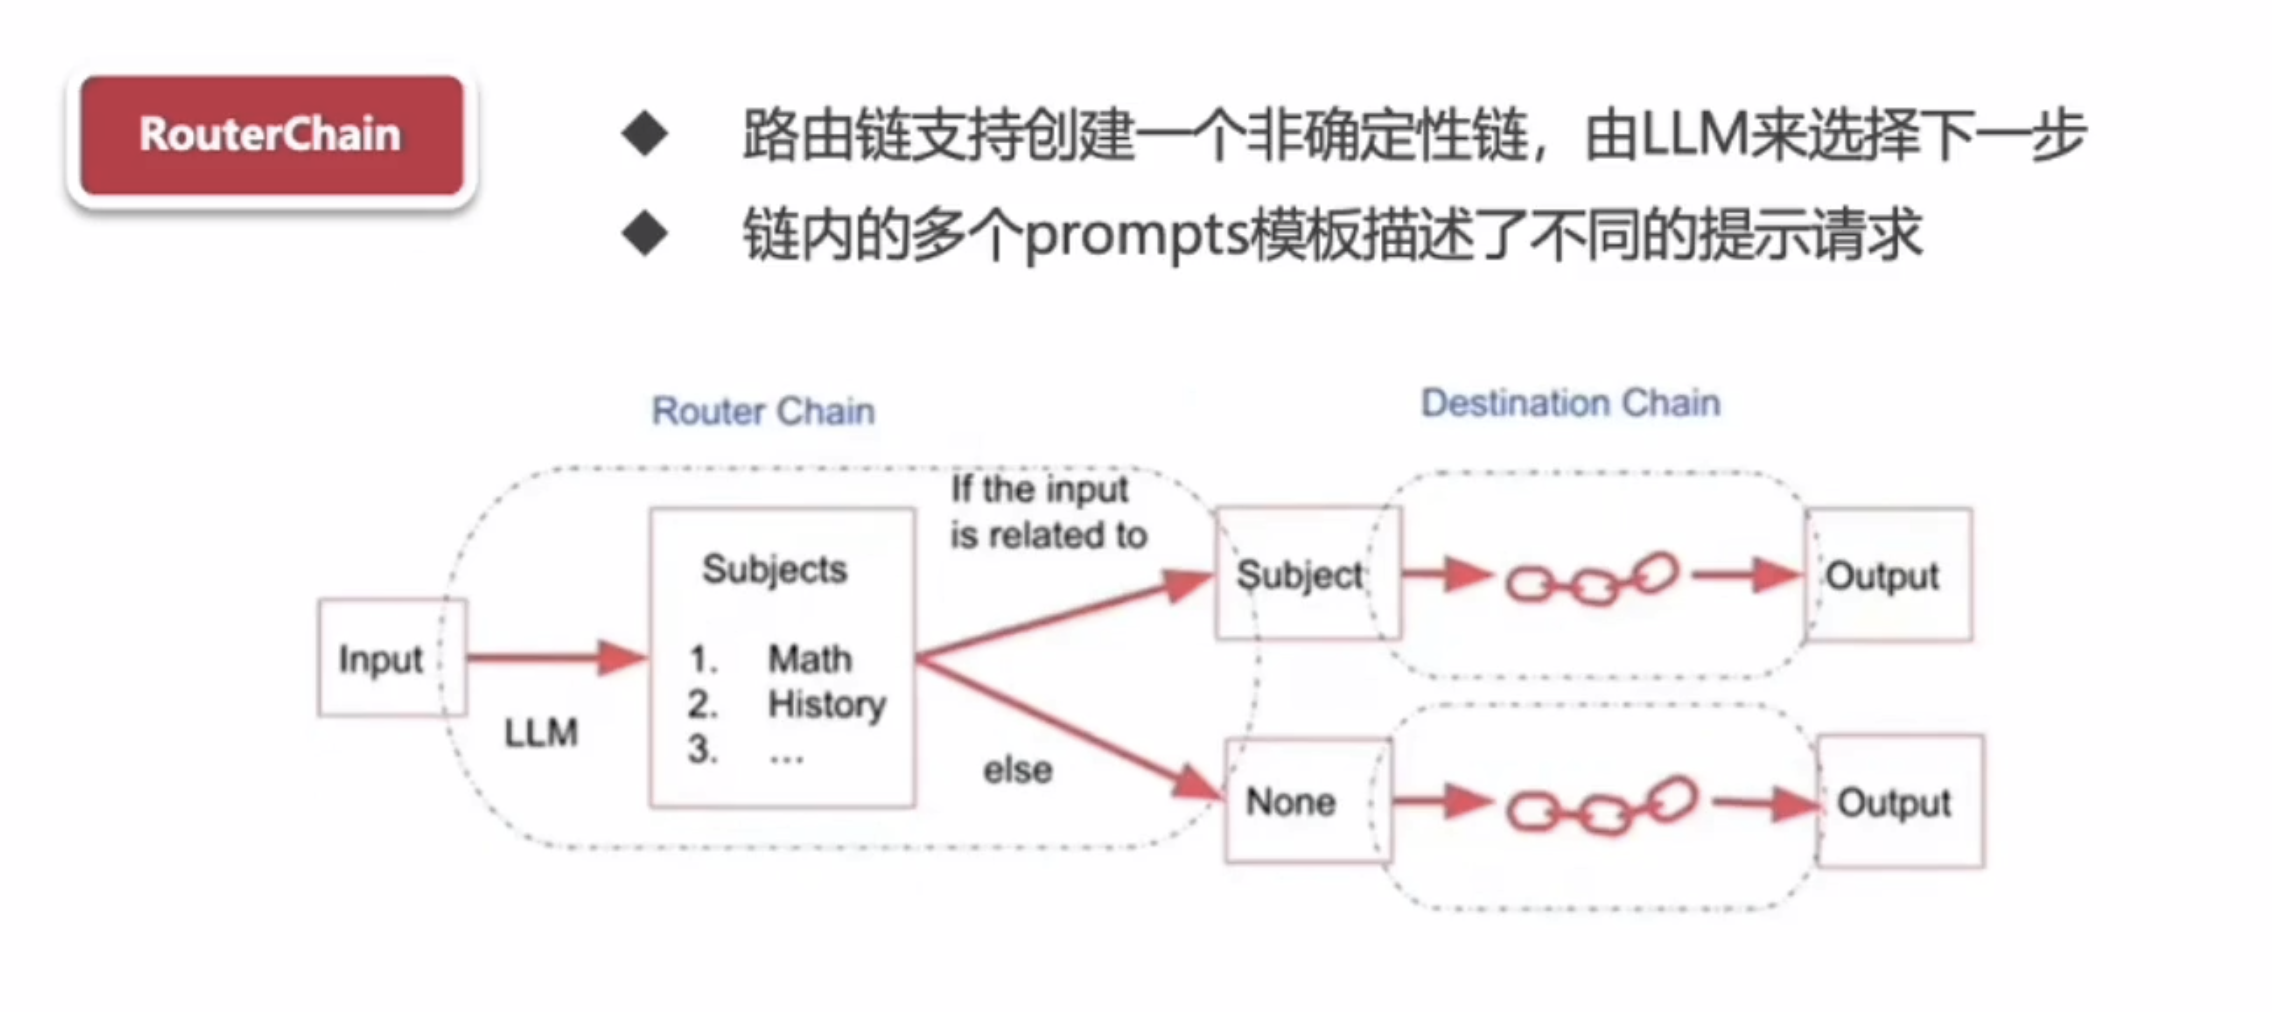 RouterChain
路由链支持创建一个非确定性链，由LLM来选择下一步
链内的多个prompts模板描述了不同的提示请求
Router Chain
Destination Chain
If the input
is related to
Subjects
1. Math
2. History
3. ...
Input
LLM
else
Subject
Output
None
Output